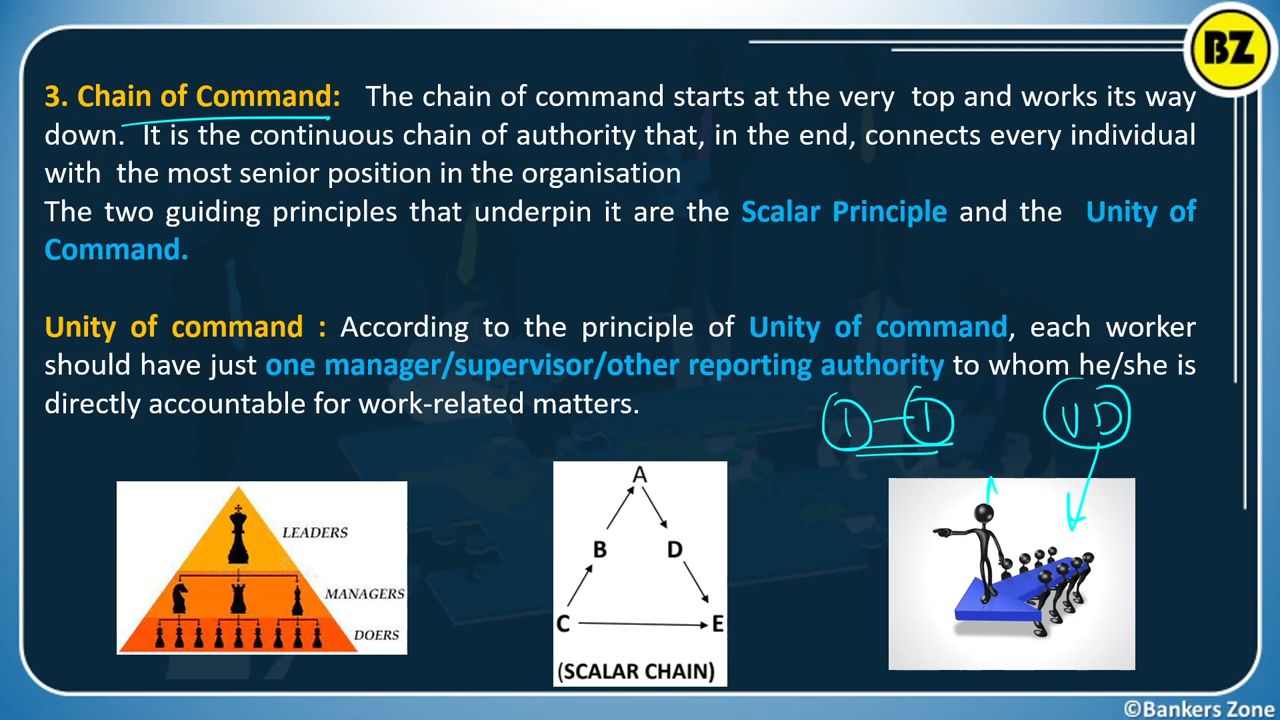 BZ
3. Chain of Command: The chain of command starts at the very top and works its way
down. It is the continuous chain of authority that, in the end, connects every individual
with the most senior position in the organisation
The two guiding principles that underpin it are the Scalar Principle and the Unity of
Command.
Unity of command : According to the principle of Unity of command, each worker
should have just one manager/supervisor/other reporting authority to whom he/she is
directly accountable for work-related matters.
LEADERS
MANAGERS
DOERS
A
B D
C E
(SCALAR CHAIN)
©Bankers Zone